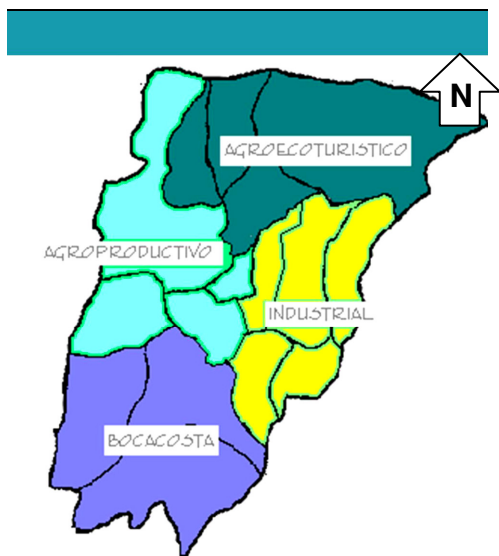 N
AGROECOTURISTICO
AGROPRODUCTIVO
INDUSTRIAL
BOCACOSTA